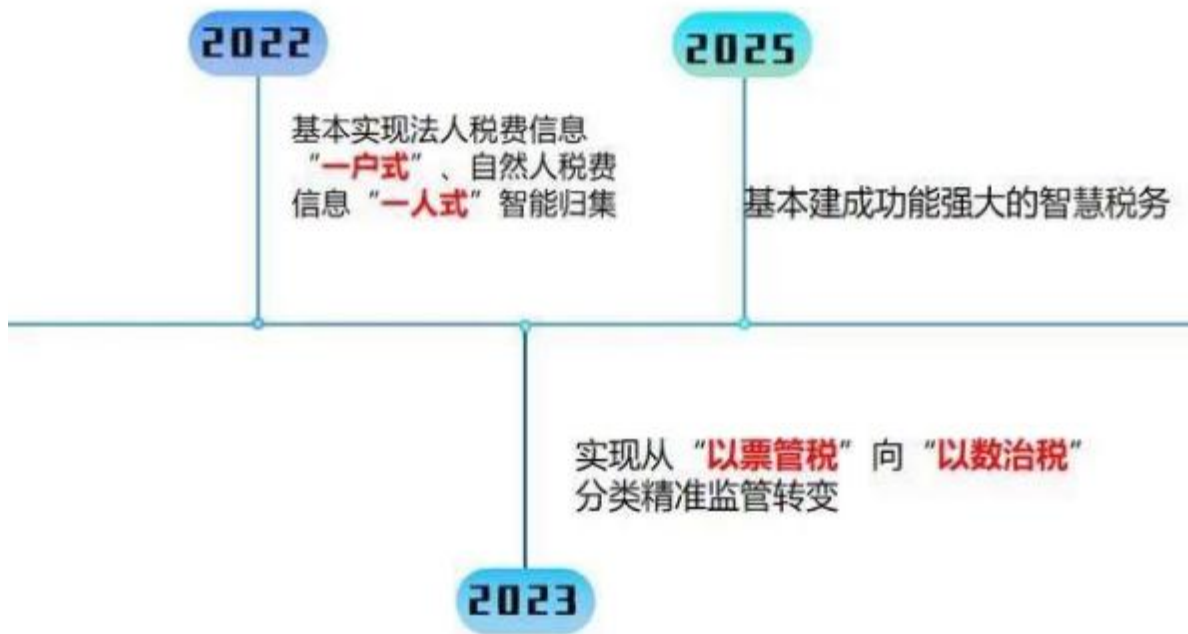 2022
基本实现法人税费信息
“一户式”、自然人税费
信息“一人式”智能归集
2025
基本建成功能强大的智慧税务
实现从“以票管税”向“以数治税”
分类精准监管转变
2023